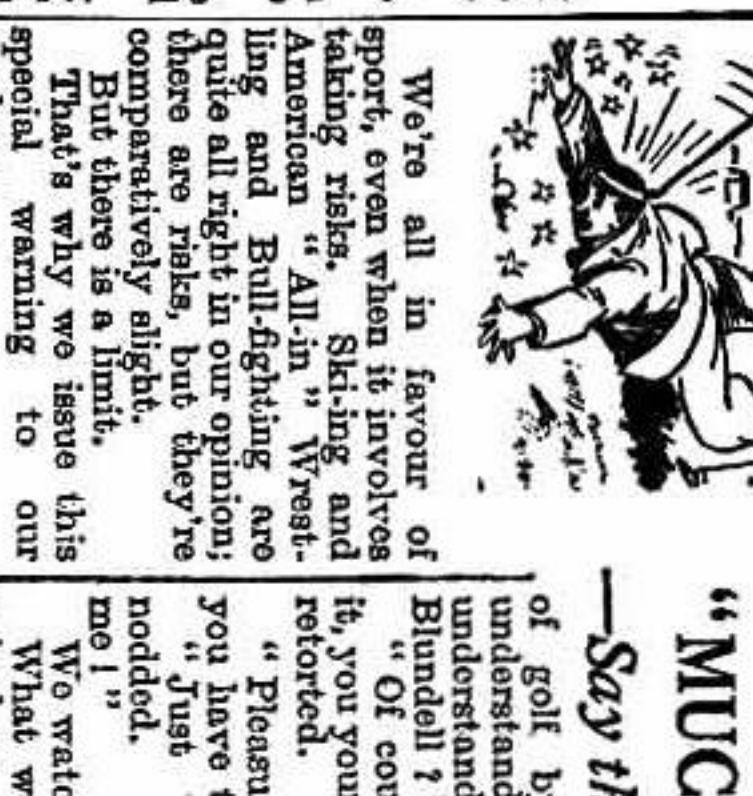 We're all in favour of
sport, even when it involves
taking risks. Ski-ing and
American “ All-in ” Wrest-
ling and Bull-fighting are
quite all right in our opinion;
there are risks, but they're
comparatively slight.
But there is a limit.
That's why we issue this
special warning to our
“MUC
—Say th
of golf b
understand
understand
Blundell ?
“ Of cou
it, you your
retorted.
“ Pleasu
you have t
“ Just
nodded.
me ! ”
We watc
What w